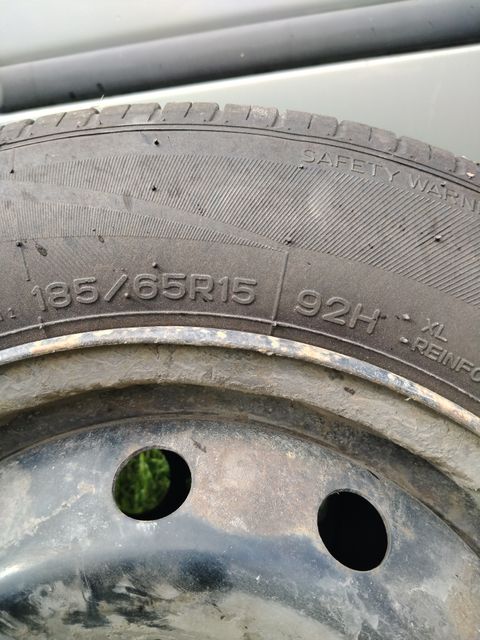 SAFETY WARN
185/65R15 92H XL
REINFO